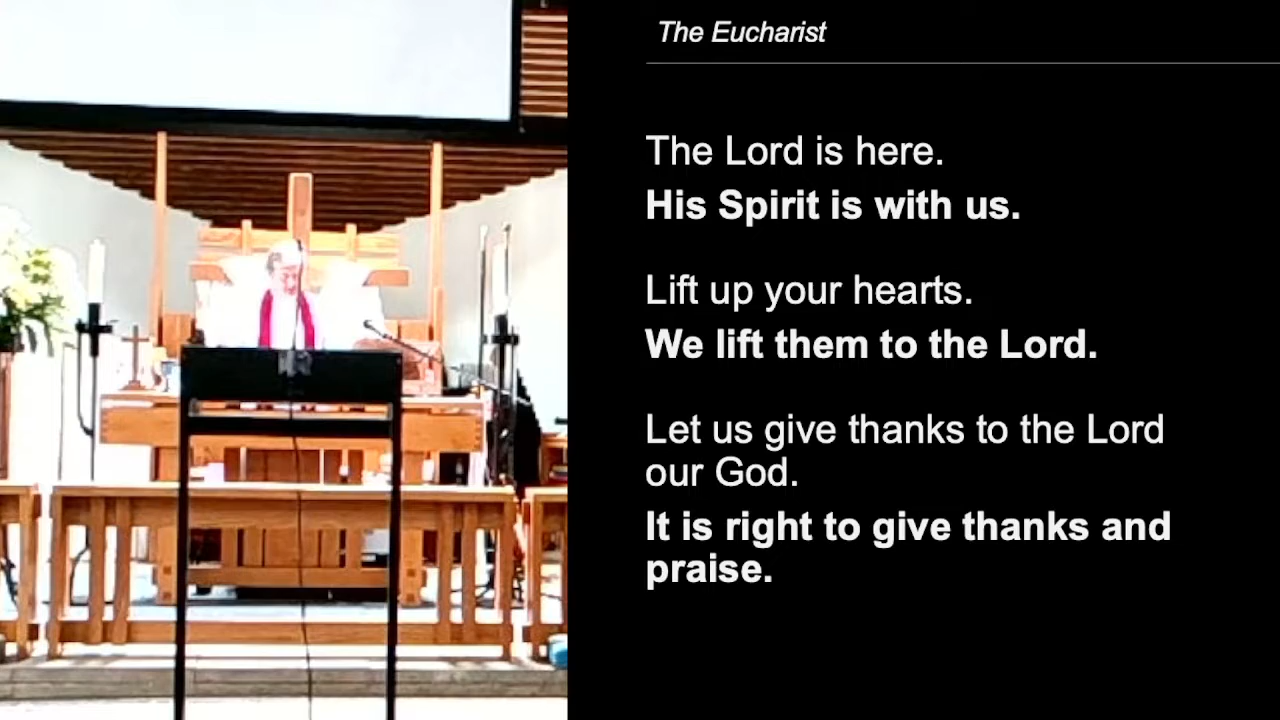 The Eucharist
The Lord is here.
His Spirit is with us.
Lift up your hearts.
We lift them to the Lord.
Let us give thanks to the Lord
our God.
It is right to give thanks and
praise.